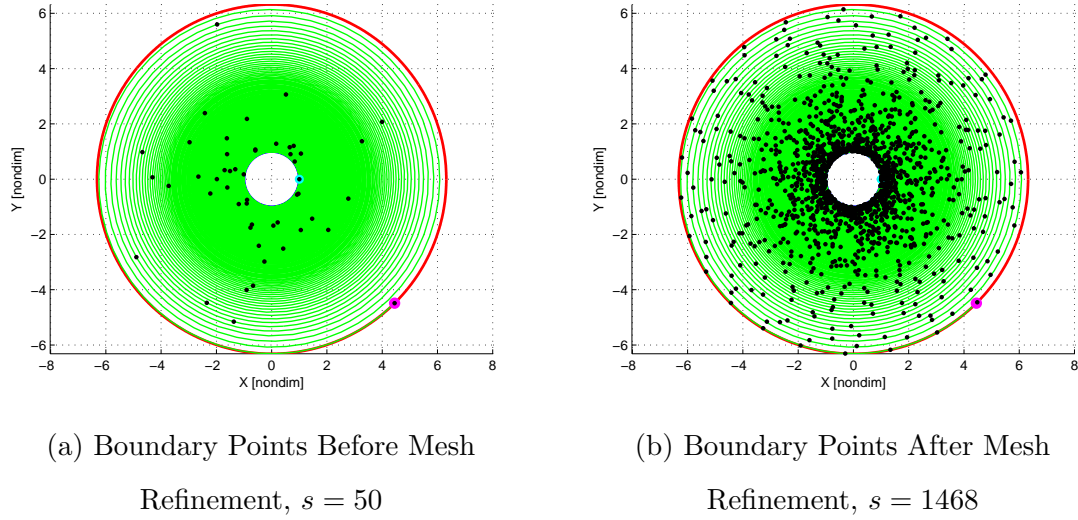 6
4
2
0
−2
−4
−6
Y [nondim]
−8 −6 −4 −2 0 2 4 6 8
X [nondim]
(a) Boundary Points Before Mesh
Refinement, s = 50
6
4
2
0
−2
−4
−6
Y [nondim]
−8 −6 −4 −2 0 2 4 6 8
X [nondim]
(b) Boundary Points After Mesh
Refinement, s = 1468